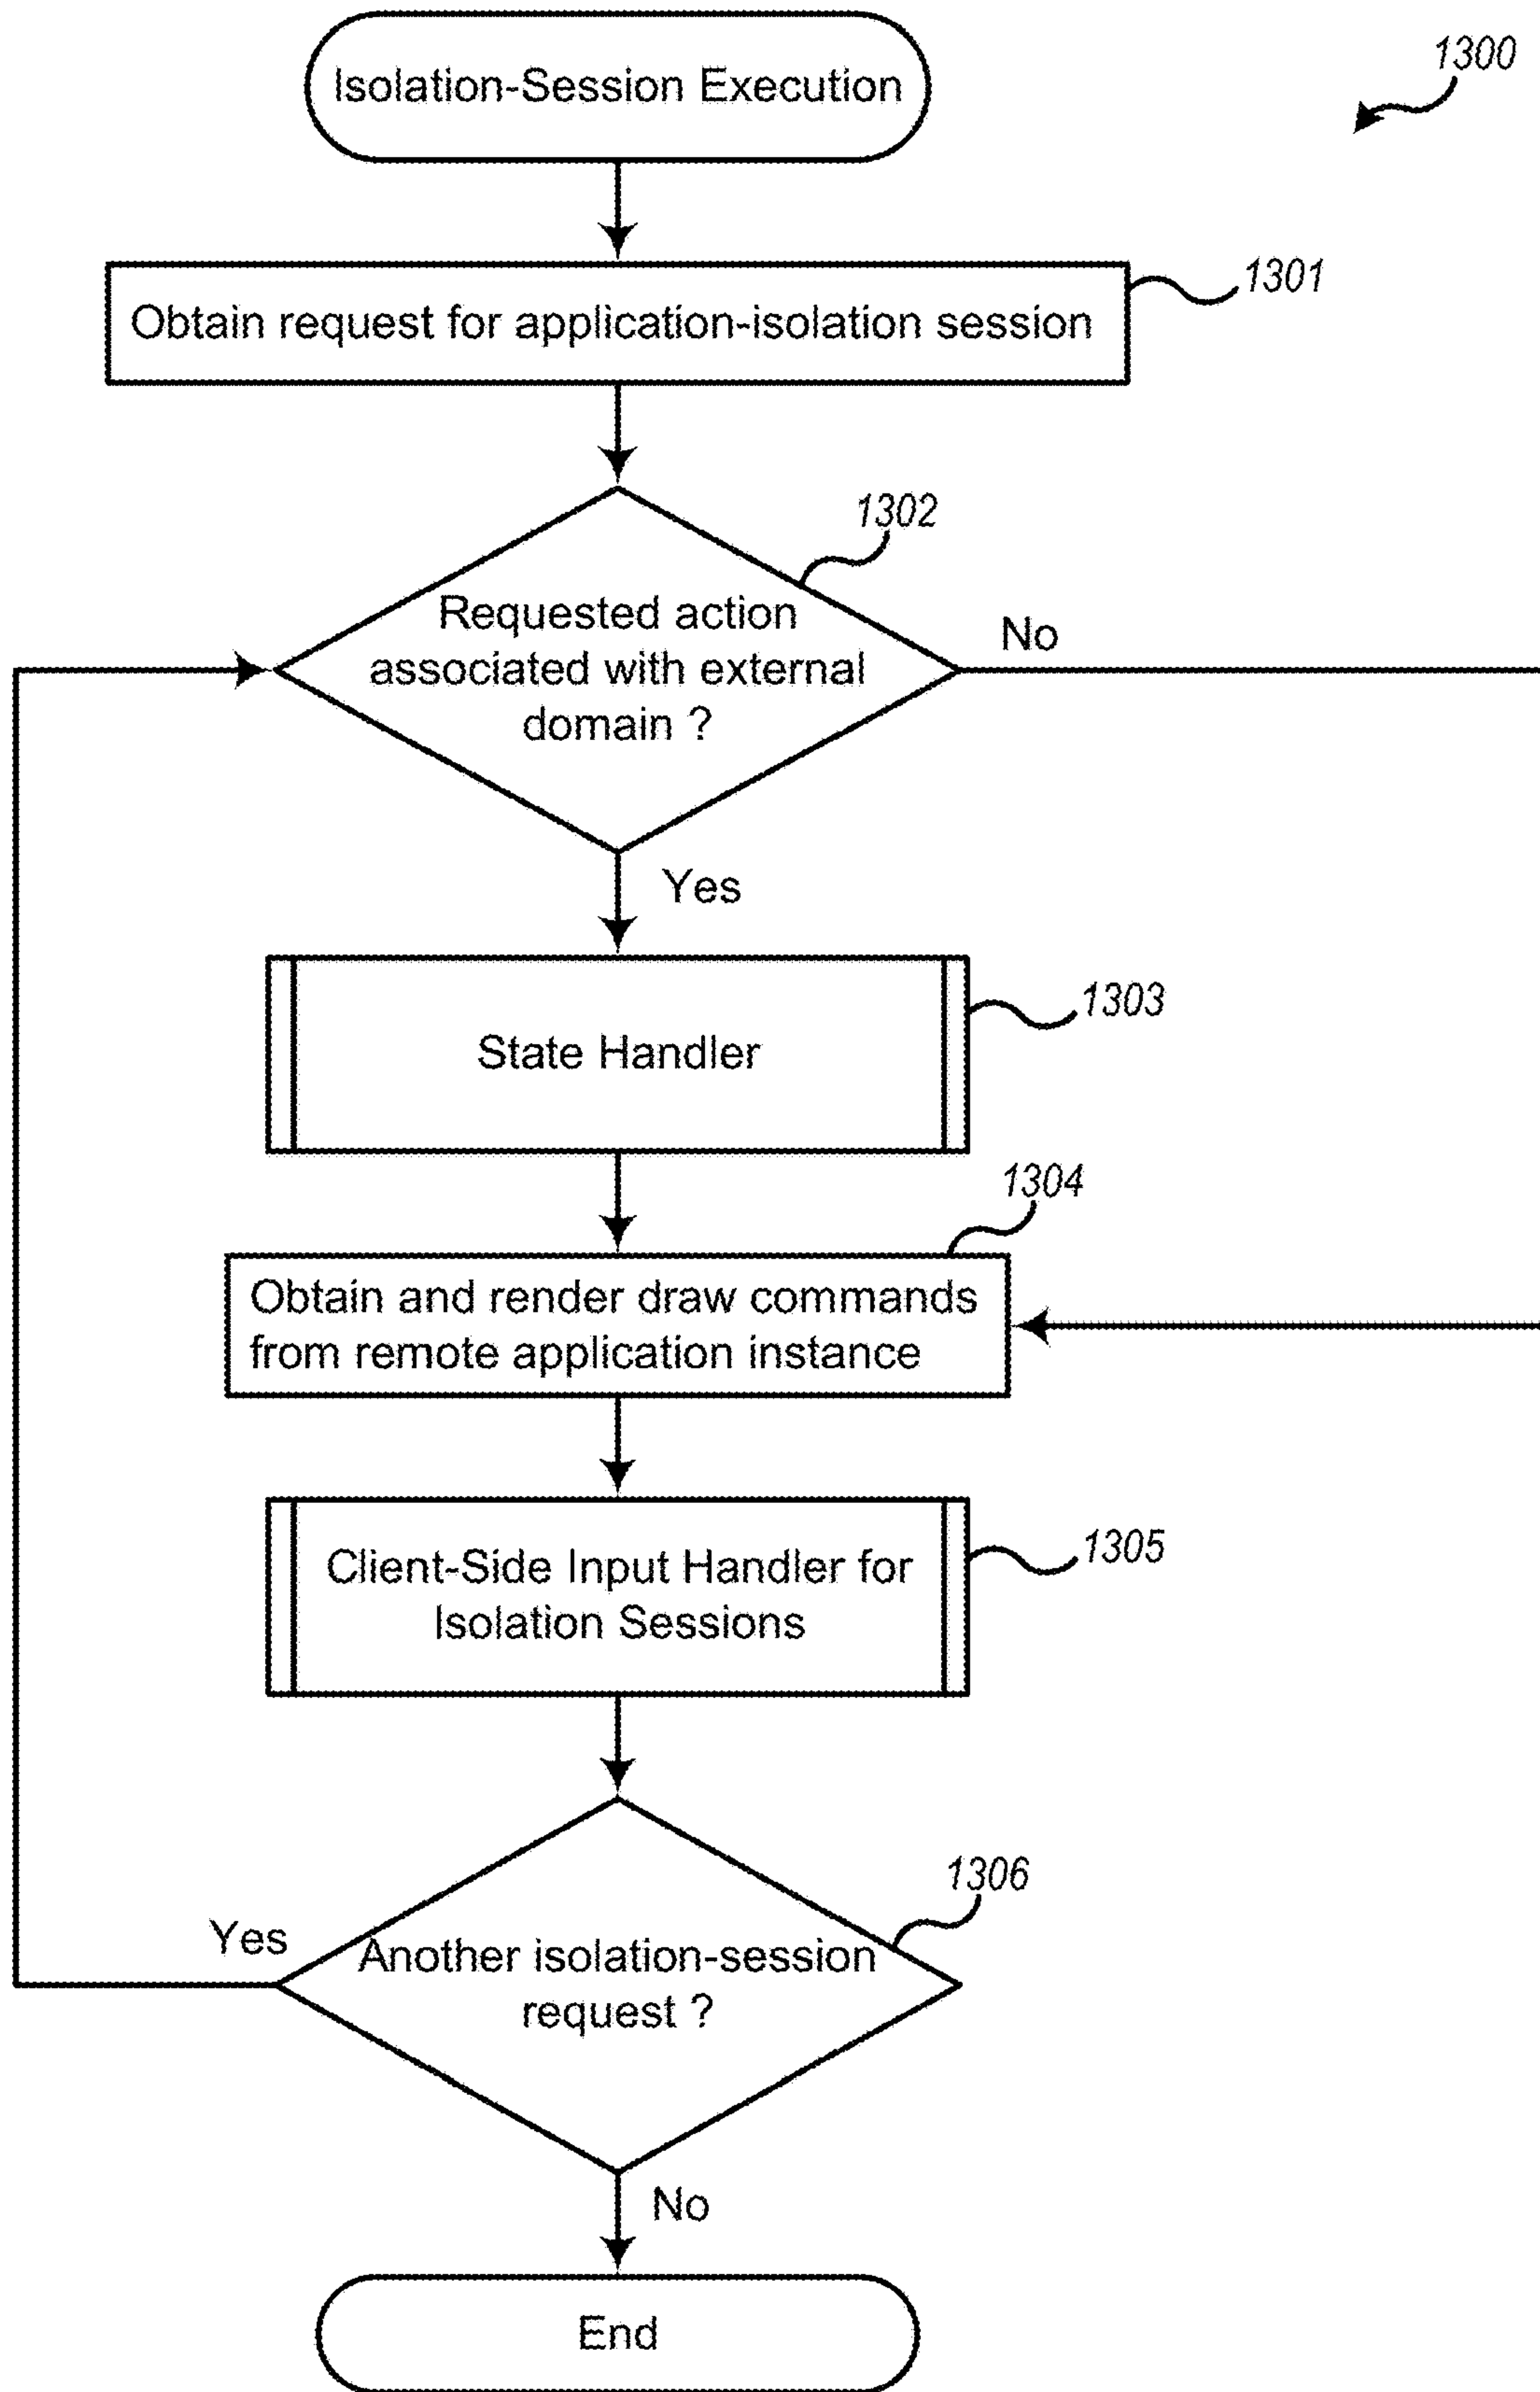 Isolation-Session Execution
1300
Obtain request for application-isolation session
1301
1302
Requested action
associated with external
domain ?
No
Yes
State Handler
1303
1304
Obtain and render draw commands
from remote application instance
Client-Side Input Handler for
Isolation Sessions
1305
1306
Yes
Another isolation-session
request ?
No
End